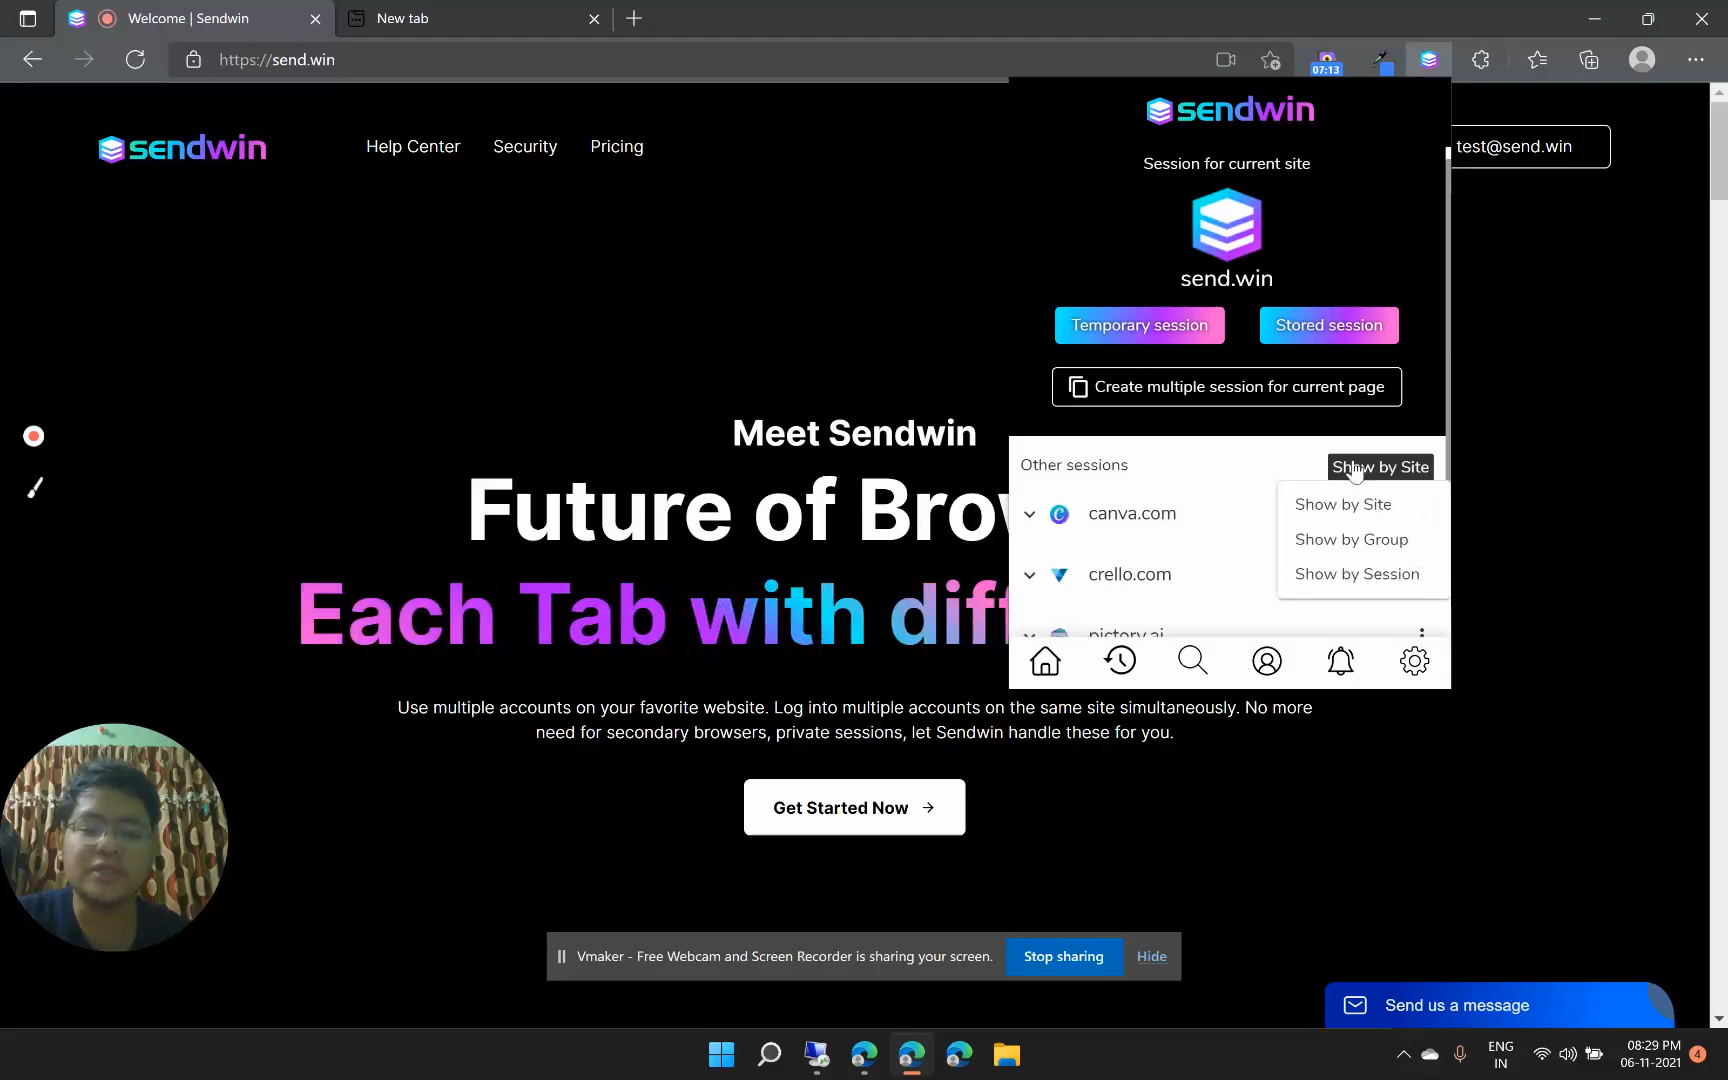 Welcome | Sendwin
New tab
https://send.win
07:13
sendwin
Help Center
Security
Pricing
test@send.win
sendwin
Session for current site
send.win
Temporary session
Stored session
Create multiple session for current page
Other sessions
Show by Site
Show by Site
Show by Group
Show by Session
canva.com
crello.com
pictory.ai
Meet Sendwin
Future of Brow
Each Tab with diff
Use multiple accounts on your favorite website. Log into multiple accounts on the same site simultaneously. No more
need for secondary browsers, private sessions, let Sendwin handle these for you.
Get Started Now
Vmaker - Free Webcam and Screen Recorder is sharing your screen.
Stop sharing
Hide
Send us a message
ENG
IN
08:29 PM
06-11-2021
4